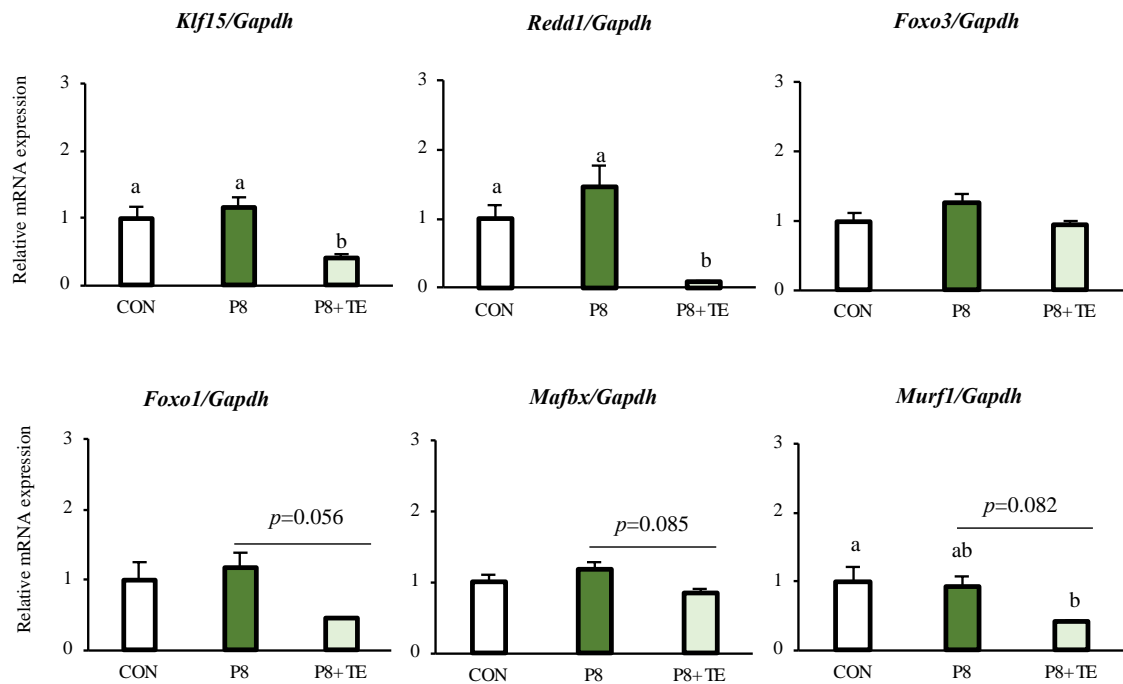 Klf15/Gapdh
Redd1/Gapdh
Foxo3/Gapdh
Relative mRNA expression
3
2
1
0
a
a
b
CON
P8
P8+TE
3
2
1
0
a
a
b
CON
P8
P8+TE
3
2
1
0
CON
P8
P8+TE
Foxo1/Gapdh
Mafbx/Gapdh
Murf1/Gapdh
Relative mRNA expression
3
2
1
0
p=0.056
CON
P8
P8+TE
3
2
1
0
p=0.085
CON
P8
P8+TE
3
2
1
0
p=0.082
a
ab
b
CON
P8
P8+TE